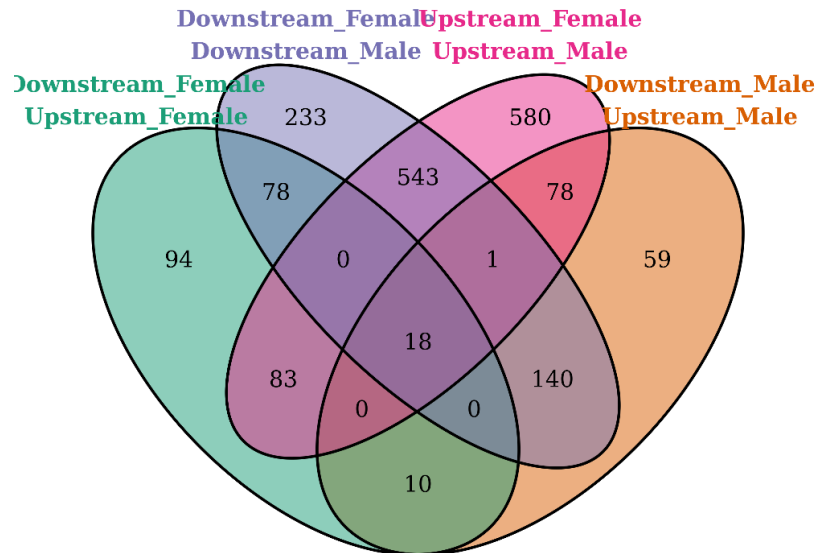 Downstream_Female
Downstream_Male
Upstream_Female
Upstream_Male
Downstream_Female
Upstream_Female
Downstream_Male
Upstream_Male
233
580
543
78
78
94
0
1
59
18
83
140
0
0
10